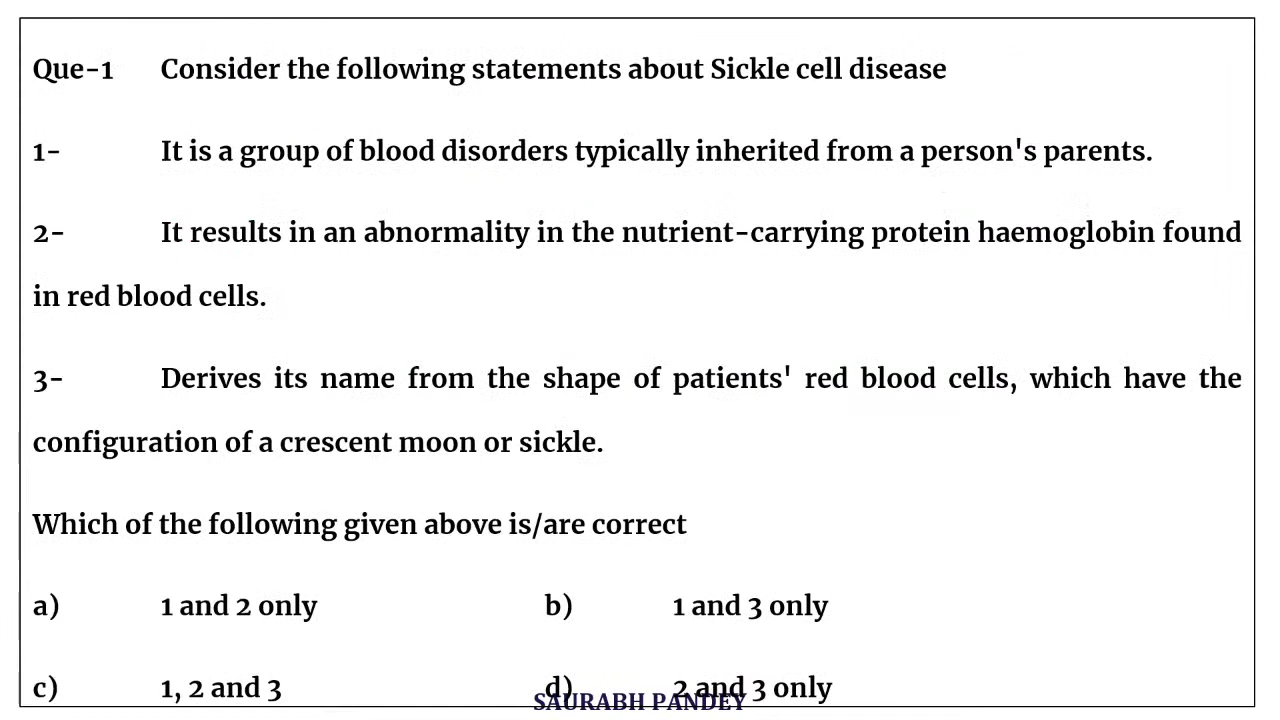 Que-1 Consider the following statements about Sickle cell disease
1- It is a group of blood disorders typically inherited from a person's parents.
2- It results in an abnormality in the nutrient-carrying protein haemoglobin found
in red blood cells.
3- Derives its name from the shape of patients' red blood cells, which have the
configuration of a crescent moon or sickle.
Which of the following given above is/are correct
a) 1 and 2 only b) 1 and 3 only
c) 1, 2 and 3 d) 2 and 3 only
SAURABH PANDEY